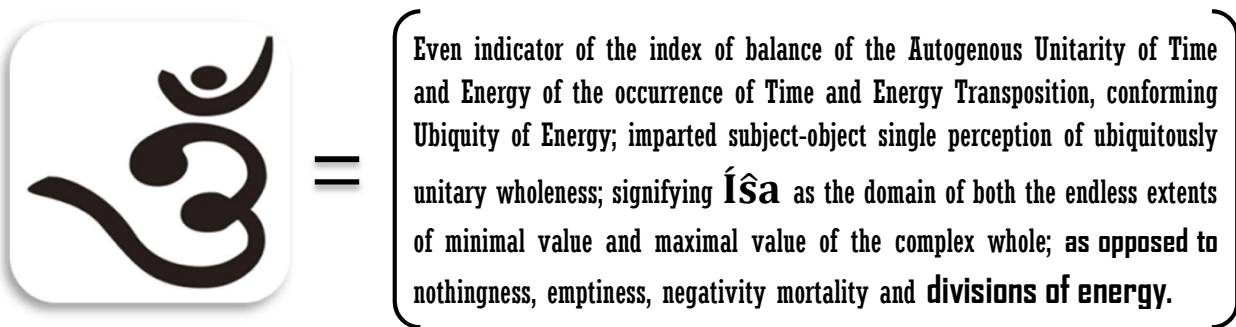 ওঁ
=
Even indicator of the index of balance of the Autogenous Unitarity of Time
and Energy of the occurrence of Time and Energy Transposition, conforming
Ubiquity of Energy; imparted subject-object single perception of ubiquitously
unitary wholeness; signifying Íŝa as the domain of both the endless extents
of minimal value and maximal value of the complex whole; as opposed to
nothingness, emptiness, negativity mortality and divisions of energy.